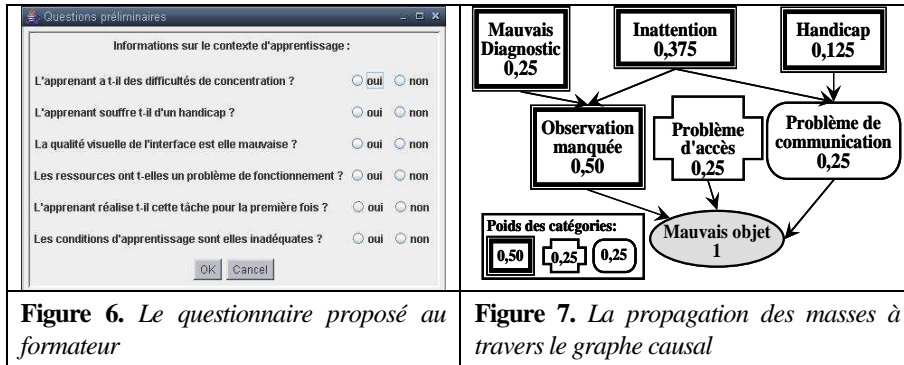 Questions préliminaires
Informations sur le contexte d'apprentissage :
L'apprenant a t-il des difficultés de concentration ? oui non
L'apprenant souffre t-il d'un handicap ? oui non
La qualité visuelle de l'interface est elle mauvaise ? oui non
Les ressources ont t-elles un problème de fonctionnement ? oui non
L'apprenant réalise t-il cette tâche pour la première fois ? oui non
Les conditions d'apprentissage sont elles inadéquates ? oui non
OK Cancel
Mauvais
Diagnostic
0,25
Inattention
0,375
Handicap
0,125
Observation
manquée
0,50
Problème
d'accès
0,25
Problème de
communication
0,25
Poids des catégories:
0,50 0,25 0,25
Mauvais objet
1
Figure 6. Le questionnaire proposé au
formateur
Figure 7. La propagation des masses à
travers le graphe causal